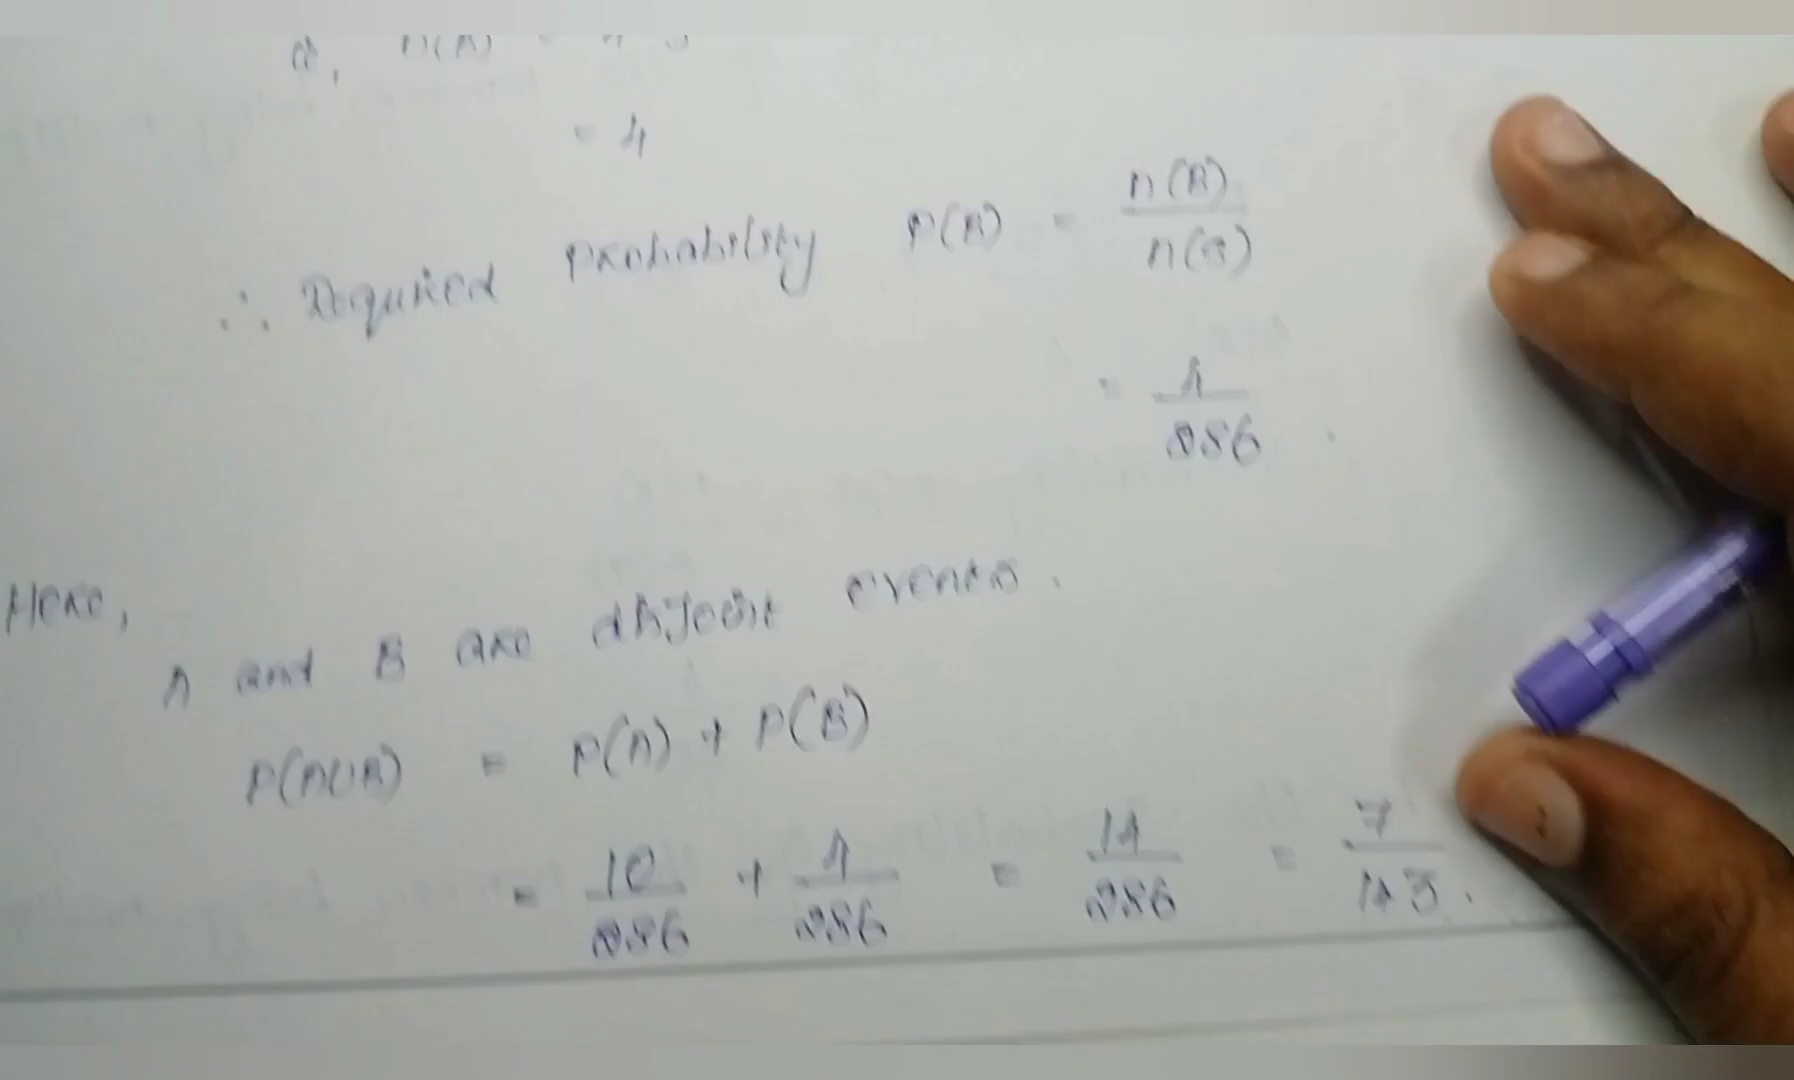 n(B) =
= 4
∴ Required probability P(B) = n(B) / n(S)
= 4 / 286
Here,
A and B are disjoint events.
P(A∪B) = P(A) + P(B)
= 10/286 + 4/286 = 14/286 = 7/143.